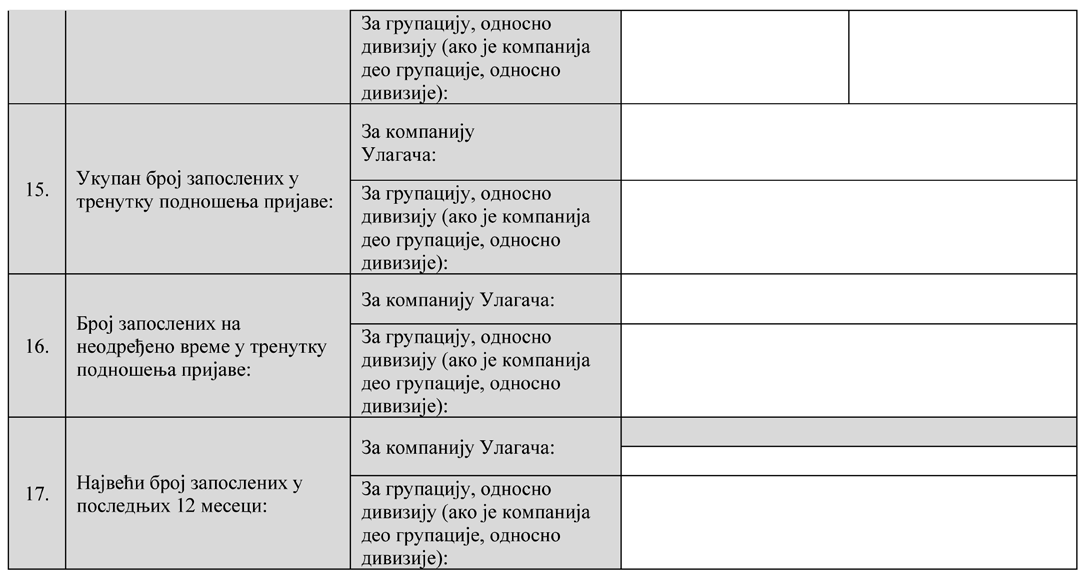 За групацију, односно
дивизију (ако је компанија
део групације, односно
дивизије):
15.
Укупан број запослених у
тренутку подношења пријаве:
За компанију
Улагача:
За групацију, односно
дивизију (ако је компанија
део групације, односно
дивизије):
16.
Број запослених на
неодређено време у тренутку
подношења пријаве:
За компанију Улагача:
За групацију, односно
дивизију (ако је компанија
део групације, односно
дивизије):
17.
Највећи број запослених у
последњих 12 месеци:
За компанију Улагача:
За групацију, односно
дивизију (ако је компанија
део групације, односно
дивизије):